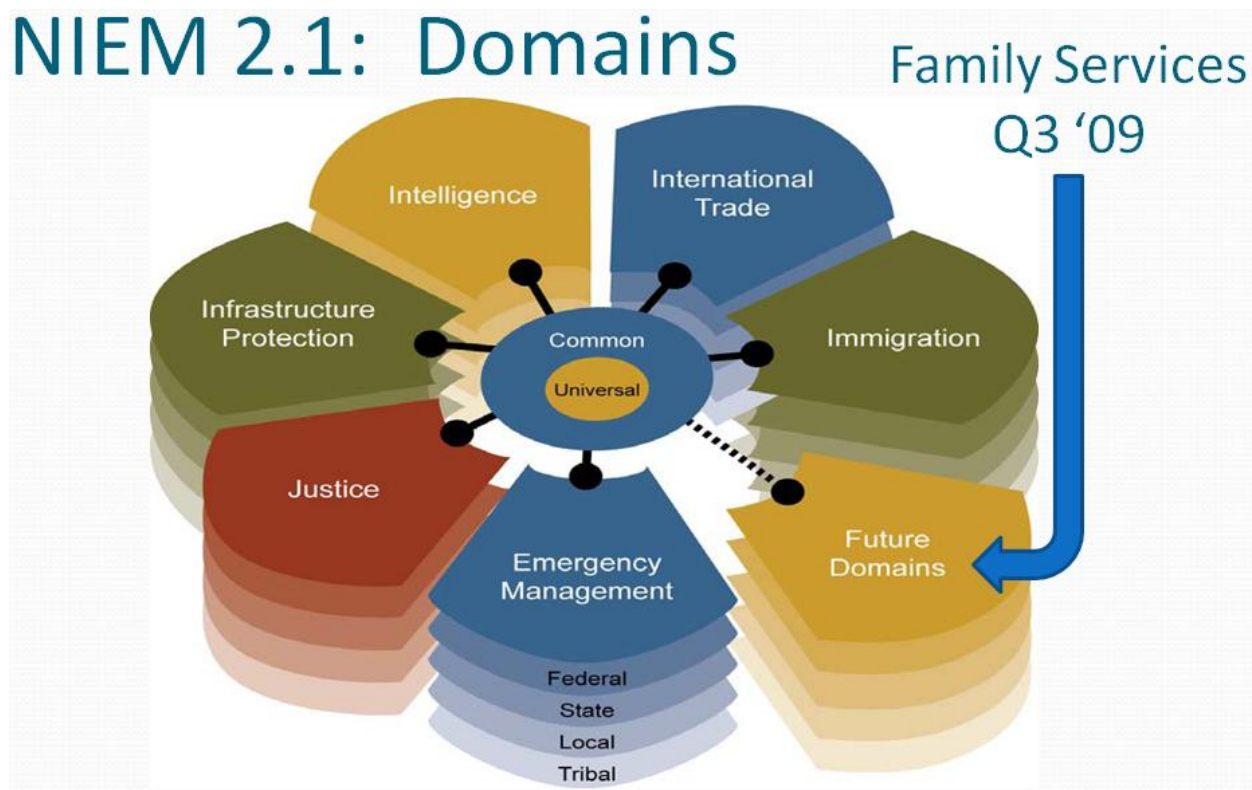 NIEM 2.1: Domains
Family Services
Q3 ‘09
Intelligence
International
Trade
Infrastructure
Protection
Common
Universal
Immigration
Justice
Emergency
Management
Future
Domains
Federal
State
Local
Tribal